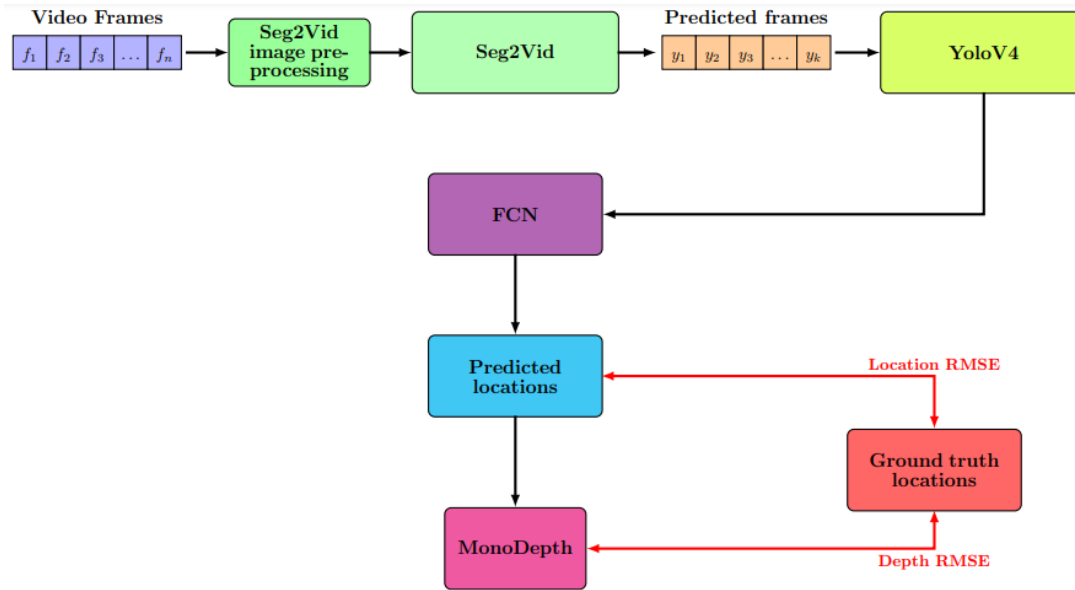 Video Frames
f₁ f₂ f₃ … fₙ
Seg2Vid
image pre-
processing
Seg2Vid
Predicted frames
y₁ y₂ y₃ … yₖ
YoloV4
FCN
Predicted
locations
Location RMSE
Ground truth
locations
MonoDepth
Depth RMSE